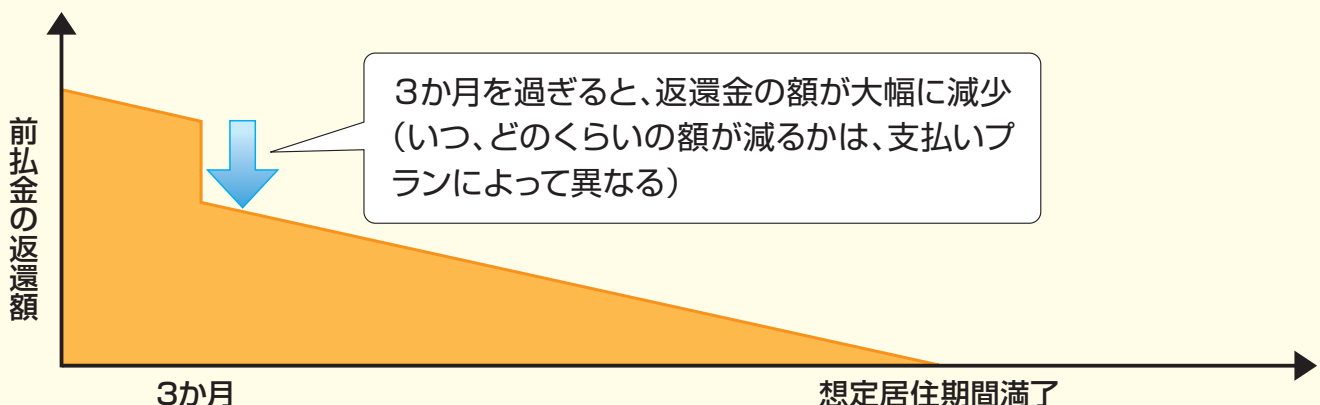 3か月を過ぎると、返還金の額が大幅に減少
(いつ、どのくらいの額が減るかは、支払いプ
ランによって異なる)
前払金の返還額
3か月
想定居住期間満了